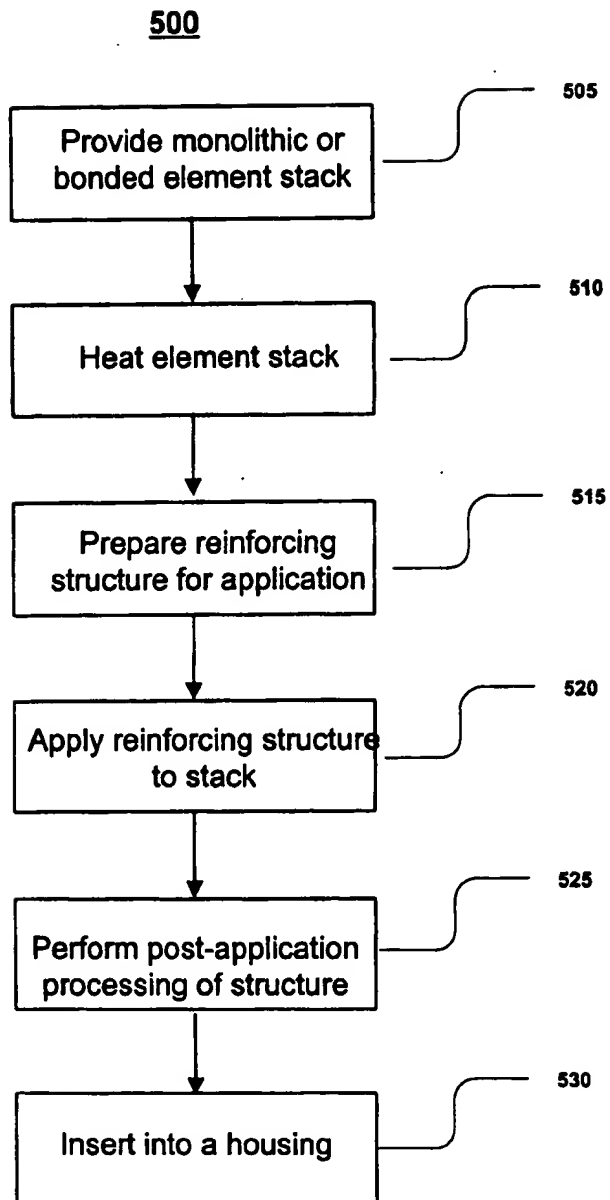 500
505
Provide monolithic or
bonded element stack
510
Heat element stack
515
Prepare reinforcing
structure for application
520
Apply reinforcing structure
to stack
525
Perform post-application
processing of structure
530
Insert into a housing